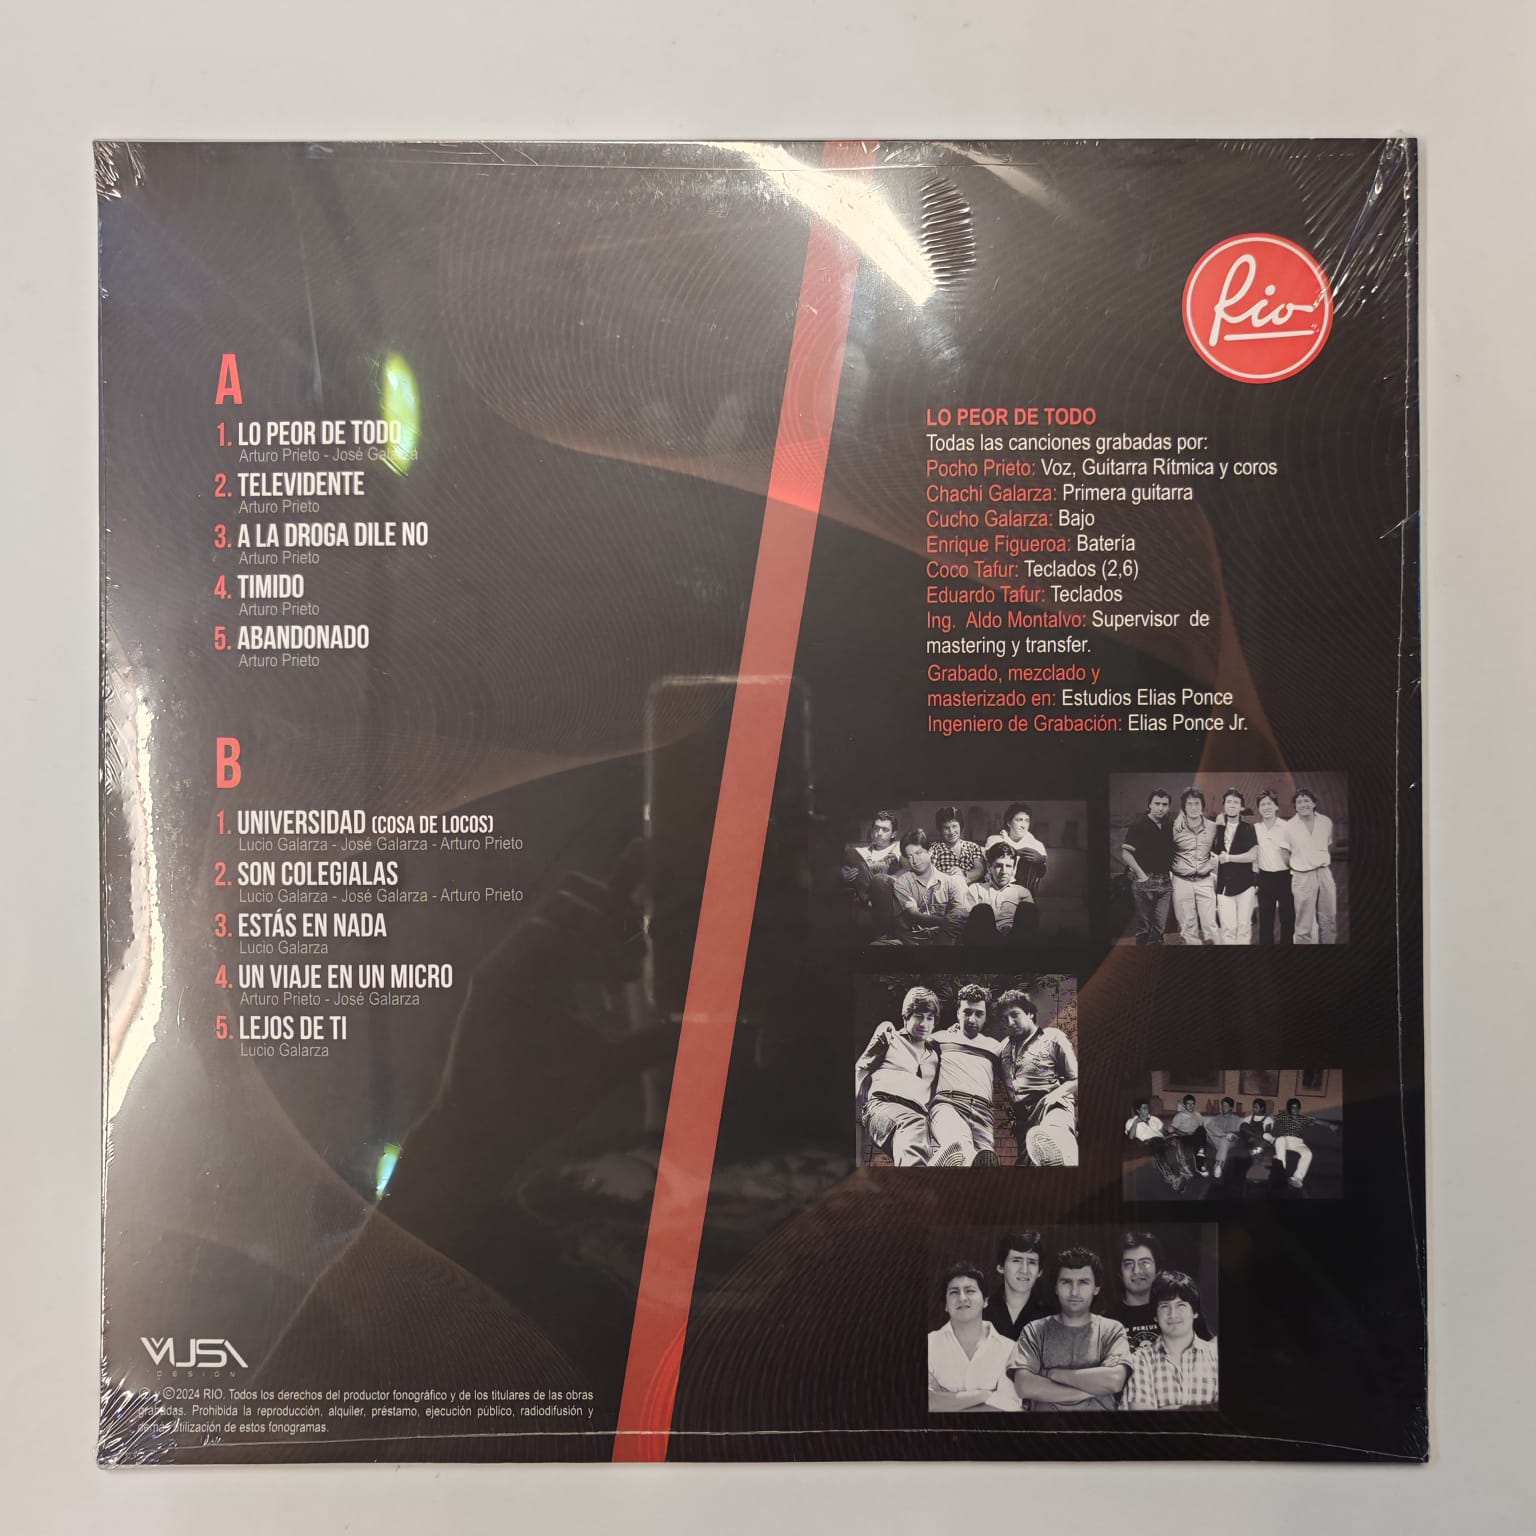 A
1. LO PEOR DE TODO
Arturo Prieto - José Galarza
2. TELEVIDENTE
Arturo Prieto
3. A LA DROGA DILE NO
Arturo Prieto
4. TIMIDO
Arturo Prieto
5. ABANDONADO
Arturo Prieto
B
1. UNIVERSIDAD (COSA DE LOCOS)
Lucio Galarza - José Galarza - Arturo Prieto
2. SON COLEGIALAS
Lucio Galarza - José Galarza - Arturo Prieto
3. ESTÁS EN NADA
Lucio Galarza
4. UN VIAJE EN UN MICRO
Arturo Prieto - José Galarza
5. LEJOS DE TI
Lucio Galarza
VUSA
DESIGN
℗ y ©2024 RIO. Todos los derechos del productor fonográfico y de los titulares de las obras
grabadas. Prohibida la reproducción, alquiler, préstamo, ejecución público, radiodifusión y
demás utilización de estos fonogramas.
Rio
LO PEOR DE TODO
Todas las canciones grabadas por:
Pocho Prieto: Voz, Guitarra Rítmica y coros
Chachi Galarza: Primera guitarra
Cucho Galarza: Bajo
Enrique Figueroa: Batería
Coco Tafur: Teclados (2,6)
Eduardo Tafur: Teclados
Ing. Aldo Montalvo: Supervisor de
mastering y transfer.
Grabado, mezclado y
masterizado en: Estudios Elias Ponce
Ingeniero de Grabación: Elias Ponce Jr.